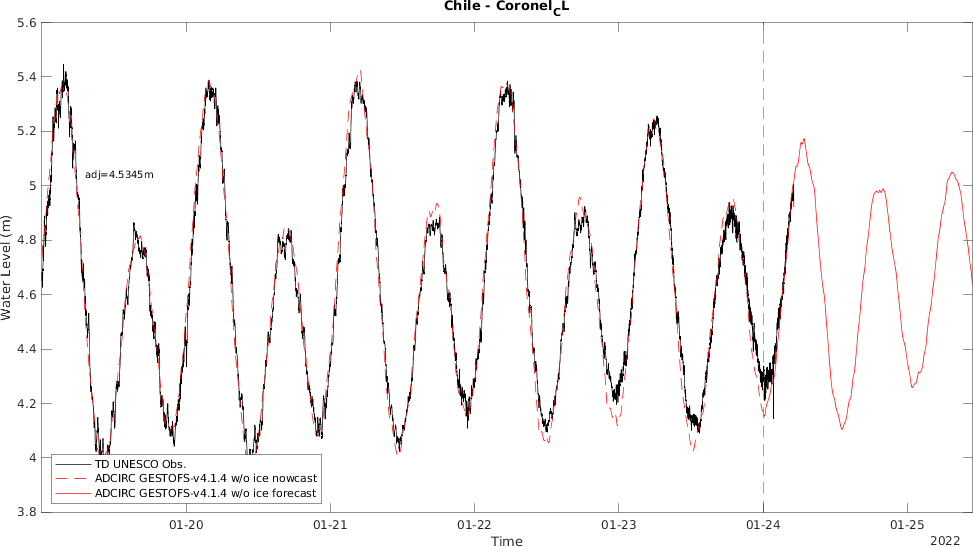 Chile - Coronel_CL
5.6
5.4
5.2
5
4.8
4.6
4.4
4.2
4
3.8
Water Level (m)
adj=4.5345m
TD UNESCO Obs.
ADCIRC GESTOFS-v4.1.4 w/o ice nowcast
ADCIRC GESTOFS-v4.1.4 w/o ice forecast
01-20
01-21
01-22
01-23
01-24
01-25
Time
2022